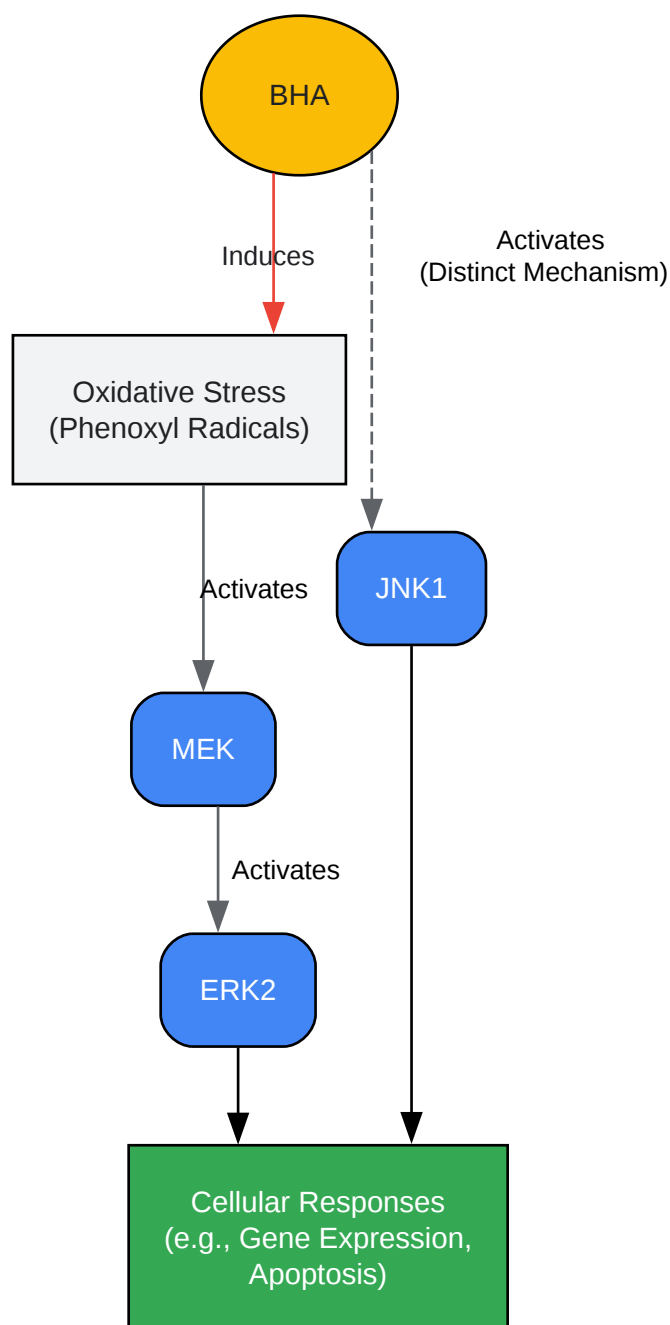 BHA
Activates
(Distinct Mechanism)
Induces
Oxidative Stress
(Phenoxyl Radicals)
Activates
JNK1
MEK
Activates
ERK2
Cellular Responses
(e.g., Gene Expression,
Apoptosis)